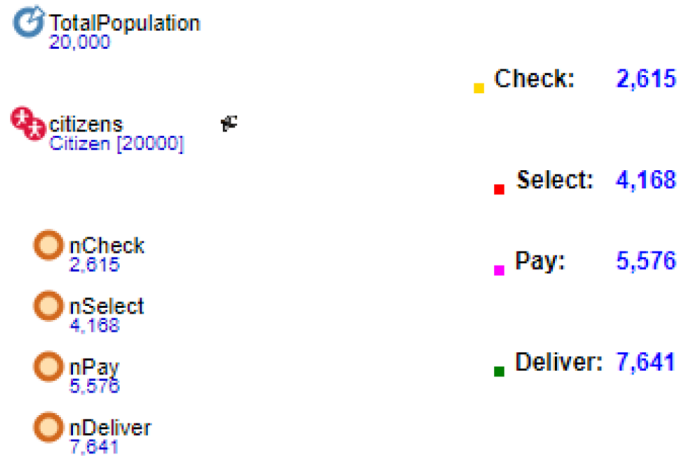 TotalPopulation
20,000
citizens
Citizen [20000]
nCheck
2,615
nSelect
4,168
nPay
5,576
nDeliver
7,641
Check: 2,615
Select: 4,168
Pay: 5,576
Deliver: 7,641